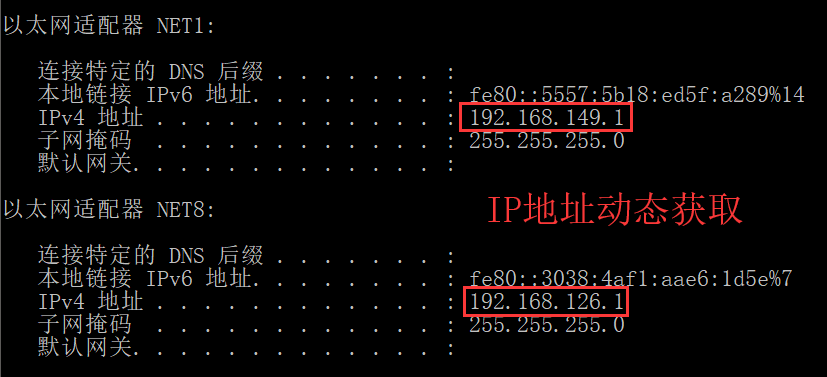 以太网适配器 NET1:
连接特定的 DNS 后缀 . . . . . . . :
本地链接 IPv6 地址. . . . . . . . : fe80::5557:5b18:ed5f:a289%14
IPv4 地址 . . . . . . . . . . . . : 192.168.149.1
子网掩码 . . . . . . . . . . . . : 255.255.255.0
默认网关. . . . . . . . . . . . . :
以太网适配器 NET8:
IP地址动态获取
连接特定的 DNS 后缀 . . . . . . . :
本地链接 IPv6 地址. . . . . . . . : fe80::3038:4af1:aae6:1d5e%7
IPv4 地址 . . . . . . . . . . . . : 192.168.126.1
子网掩码 . . . . . . . . . . . . : 255.255.255.0
默认网关. . . . . . . . . . . . . :